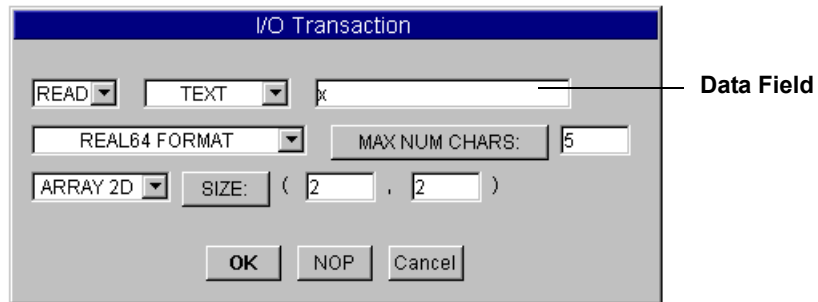 I/O Transaction
READ TEXT x Data Field
REAL64 FORMAT MAX NUM CHARS: 5
ARRAY 2D SIZE: ( 2 , 2 )
OK NOP Cancel